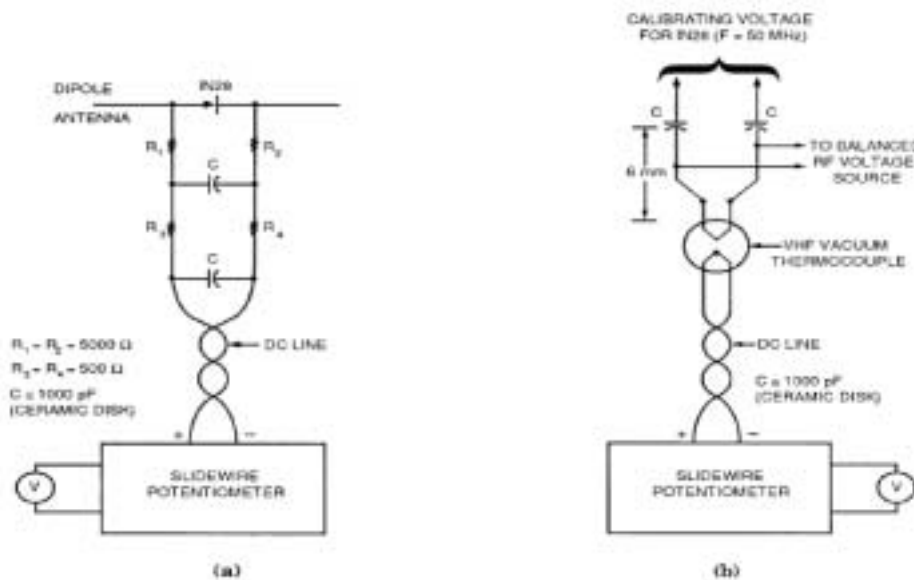 DIPOLE
ANTENNA
IN28
R₁
R₂
C
R₃
R₄
C
DC LINE
R₁ = R₂ = 5000 Ω
R₃ = R₄ = 500 Ω
C = 1000 pF
(CERAMIC DISK)
+
−
V
SLIDEWIRE
POTENTIOMETER
(a)
CALIBRATING VOLTAGE
FOR IN28 (F = 50 MHz)
C
C
TO BALANCED
RF VOLTAGE
SOURCE
6 mm
VHF VACUUM
THERMOCOUPLE
DC LINE
C = 1000 pF
(CERAMIC DISK)
+
−
SLIDEWIRE
POTENTIOMETER
V
(b)